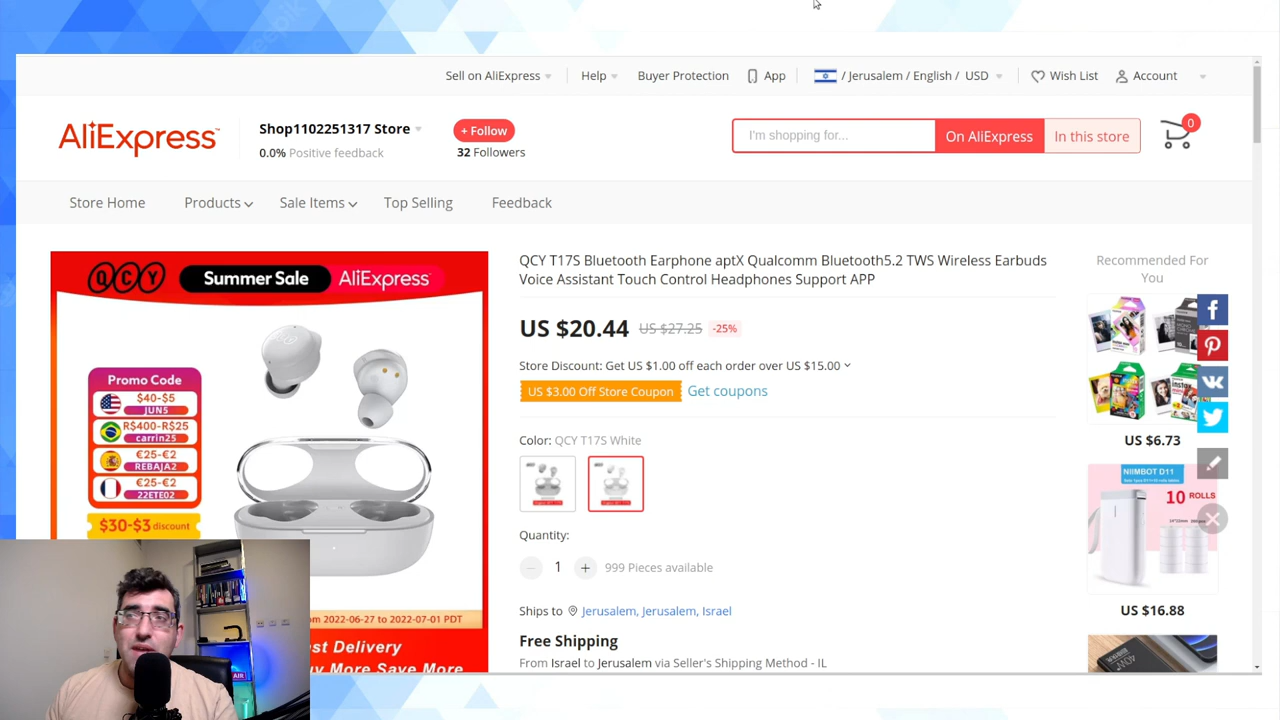 Sell on AliExpress
Help
Buyer Protection
App
/ Jerusalem / English / USD
Wish List
Account
AliExpress™
Shop1102251317 Store
+ Follow
0.0% Positive feedback
32 Followers
I'm shopping for...
On AliExpress
In this store
0
Store Home
Products
Sale Items
Top Selling
Feedback
QCY
Summer Sale
AliExpress
Promo Code
$40-$5
JUN5
R$400-R$25
carrin25
€25-€2
REBAJA2
€25-€2
22ETE02
$30-$3 discount
om 2022-06-27 to 2022-07-01 PDT
st Delivery
y More Save More
QCY T17S Bluetooth Earphone aptX Qualcomm Bluetooth5.2 TWS Wireless Earbuds
Voice Assistant Touch Control Headphones Support APP
US $20.44
US $27.25
-25%
Store Discount: Get US $1.00 off each order over US $15.00
US $3.00 Off Store Coupon
Get coupons
Color: QCY T17S White
Quantity:
1
+
999 Pieces available
Ships to
Jerusalem, Jerusalem, Israel
Free Shipping
From Israel to Jerusalem via Seller's Shipping Method - IL
Recommended For
You
instax
US $6.73
NIIMBOT D11
10 ROLLS
US $16.88
AIR